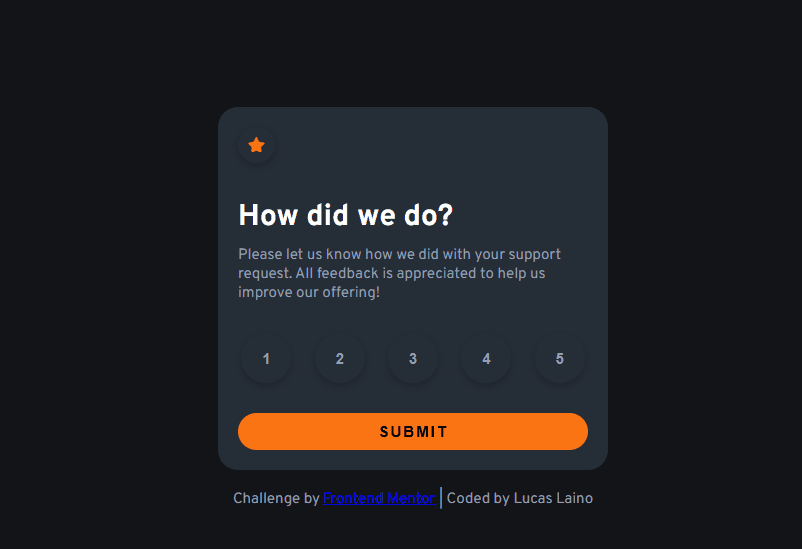 How did we do?
Please let us know how we did with your support
request. All feedback is appreciated to help us
improve our offering!
1 2 3 4 5
SUBMIT
Challenge by Frontend Mentor | Coded by Lucas Laino